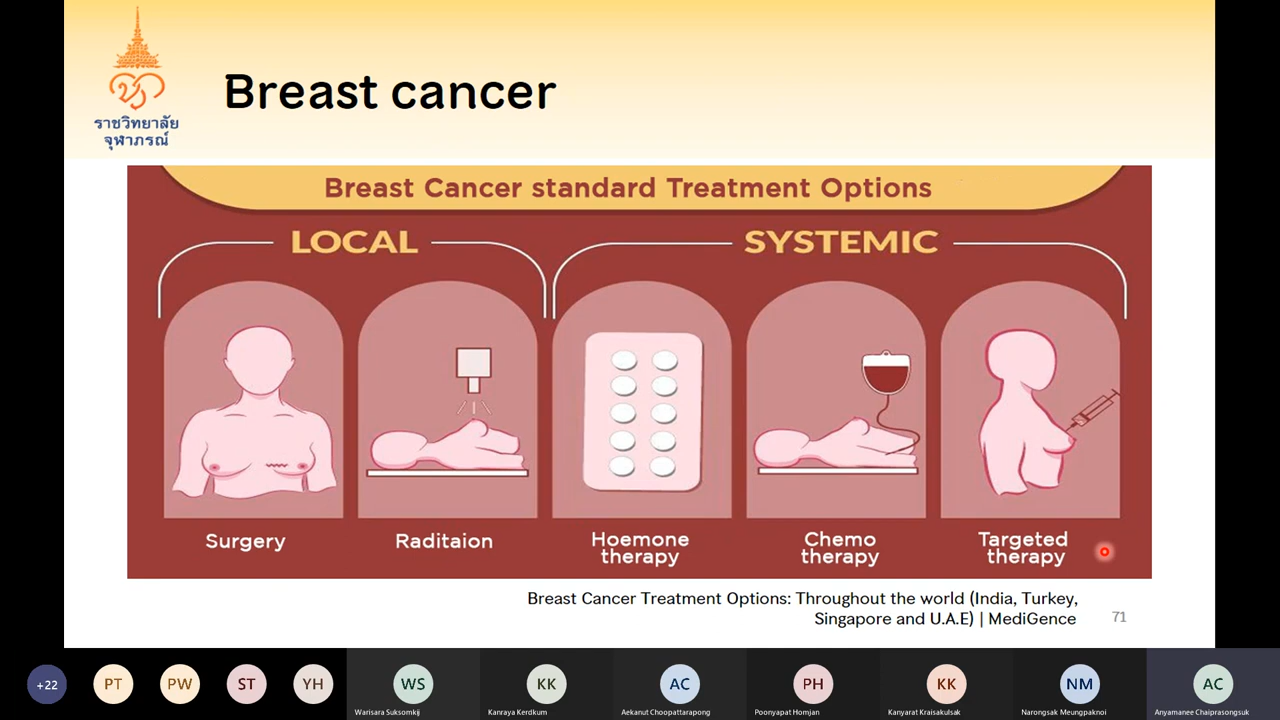 ราชวิทยาลัย
จุฬาภรณ์
Breast cancer
Breast Cancer standard Treatment Options
LOCAL
SYSTEMIC
Surgery
Raditaion
Hoemone
therapy
Chemo
therapy
Targeted
therapy
Breast Cancer Treatment Options: Throughout the world (India, Turkey,
Singapore and U.A.E) | MediGence
71
+22
PT
PW
ST
YH
WS
Warisara Suksomkij
KK
Kanraya Kerdkum
AC
Aekanut Choopattarapong
PH
Poonyapat Homjan
KK
Kanyarat Kraisakulsak
NM
Narongsak Meungpaknoi
AC
Anyamanee Chaiprasongsuk